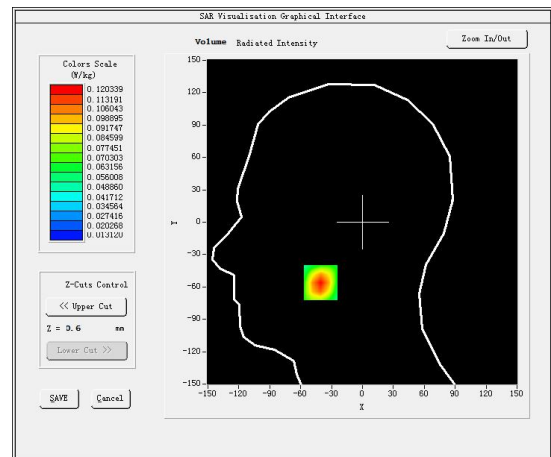 SAR Visualisation Graphical Interface
Volume Radiated Intensity
Zoom In/Out
Colors Scale
(W/kg)
0.120339
0.113191
0.106043
0.098895
0.091747
0.084599
0.077451
0.070303
0.063156
0.056008
0.048860
0.041712
0.034564
0.027416
0.020268
0.013120
Z-Cuts Control
<< Upper Cut
Z = 0.6 mm
Lower Cut >>
SAVE Cancel
150
120
90
60
30
0
-30
-60
-90
-120
-150
Y
-150 -120 -90 -60 -30 0 30 60 90 120 150
X